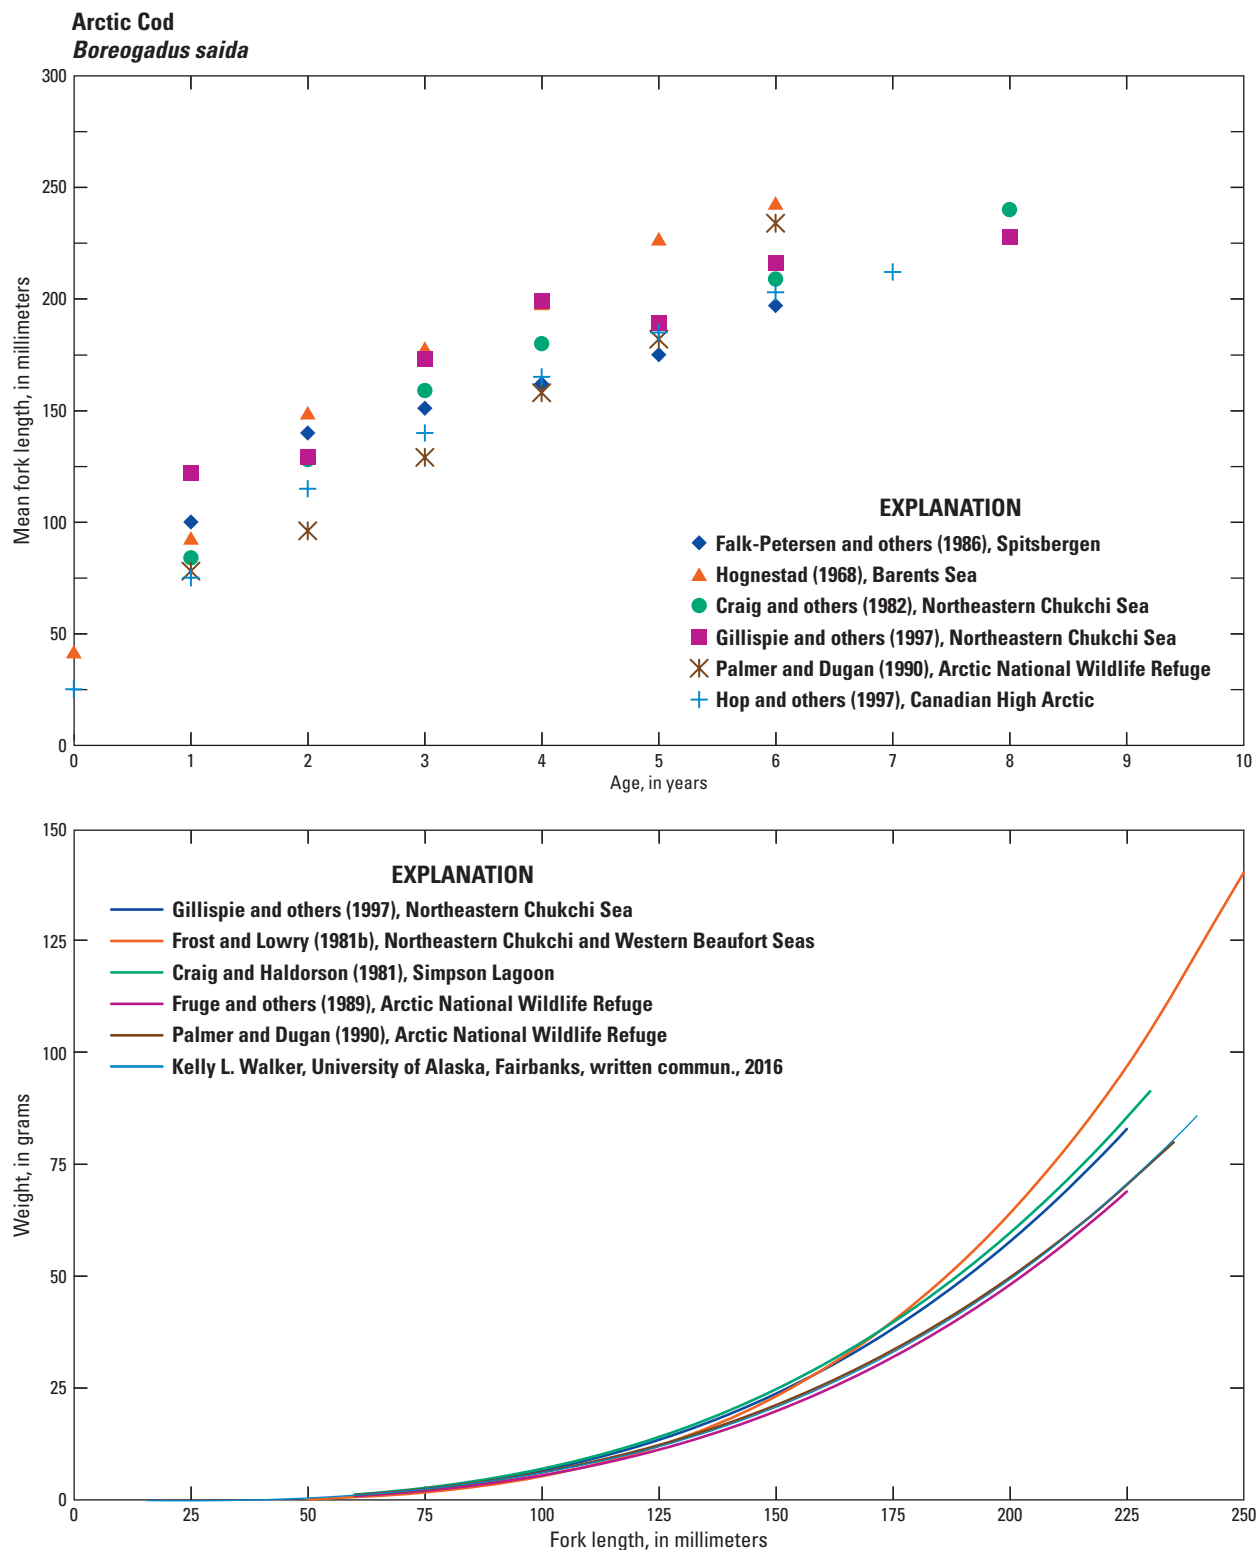 Arctic Cod
Boreogadus saida
300
250
200
150
100
50
0
Mean fork length, in millimeters
EXPLANATION
Falk-Petersen and others (1986), Spitsbergen
Hognestad (1968), Barents Sea
Craig and others (1982), Northeastern Chukchi Sea
Gillispie and others (1997), Northeastern Chukchi Sea
Palmer and Dugan (1990), Arctic National Wildlife Refuge
Hop and others (1997), Canadian High Arctic
0 1 2 3 4 5 6 7 8 9 10
Age, in years
150
125
100
75
50
25
0
Weight, in grams
EXPLANATION
Gillispie and others (1997), Northeastern Chukchi Sea
Frost and Lowry (1981b), Northeastern Chukchi and Western Beaufort Seas
Craig and Haldorson (1981), Simpson Lagoon
Fruge and others (1989), Arctic National Wildlife Refuge
Palmer and Dugan (1990), Arctic National Wildlife Refuge
Kelly L. Walker, University of Alaska, Fairbanks, written commun., 2016
0 25 50 75 100 125 150 175 200 225 250
Fork length, in millimeters